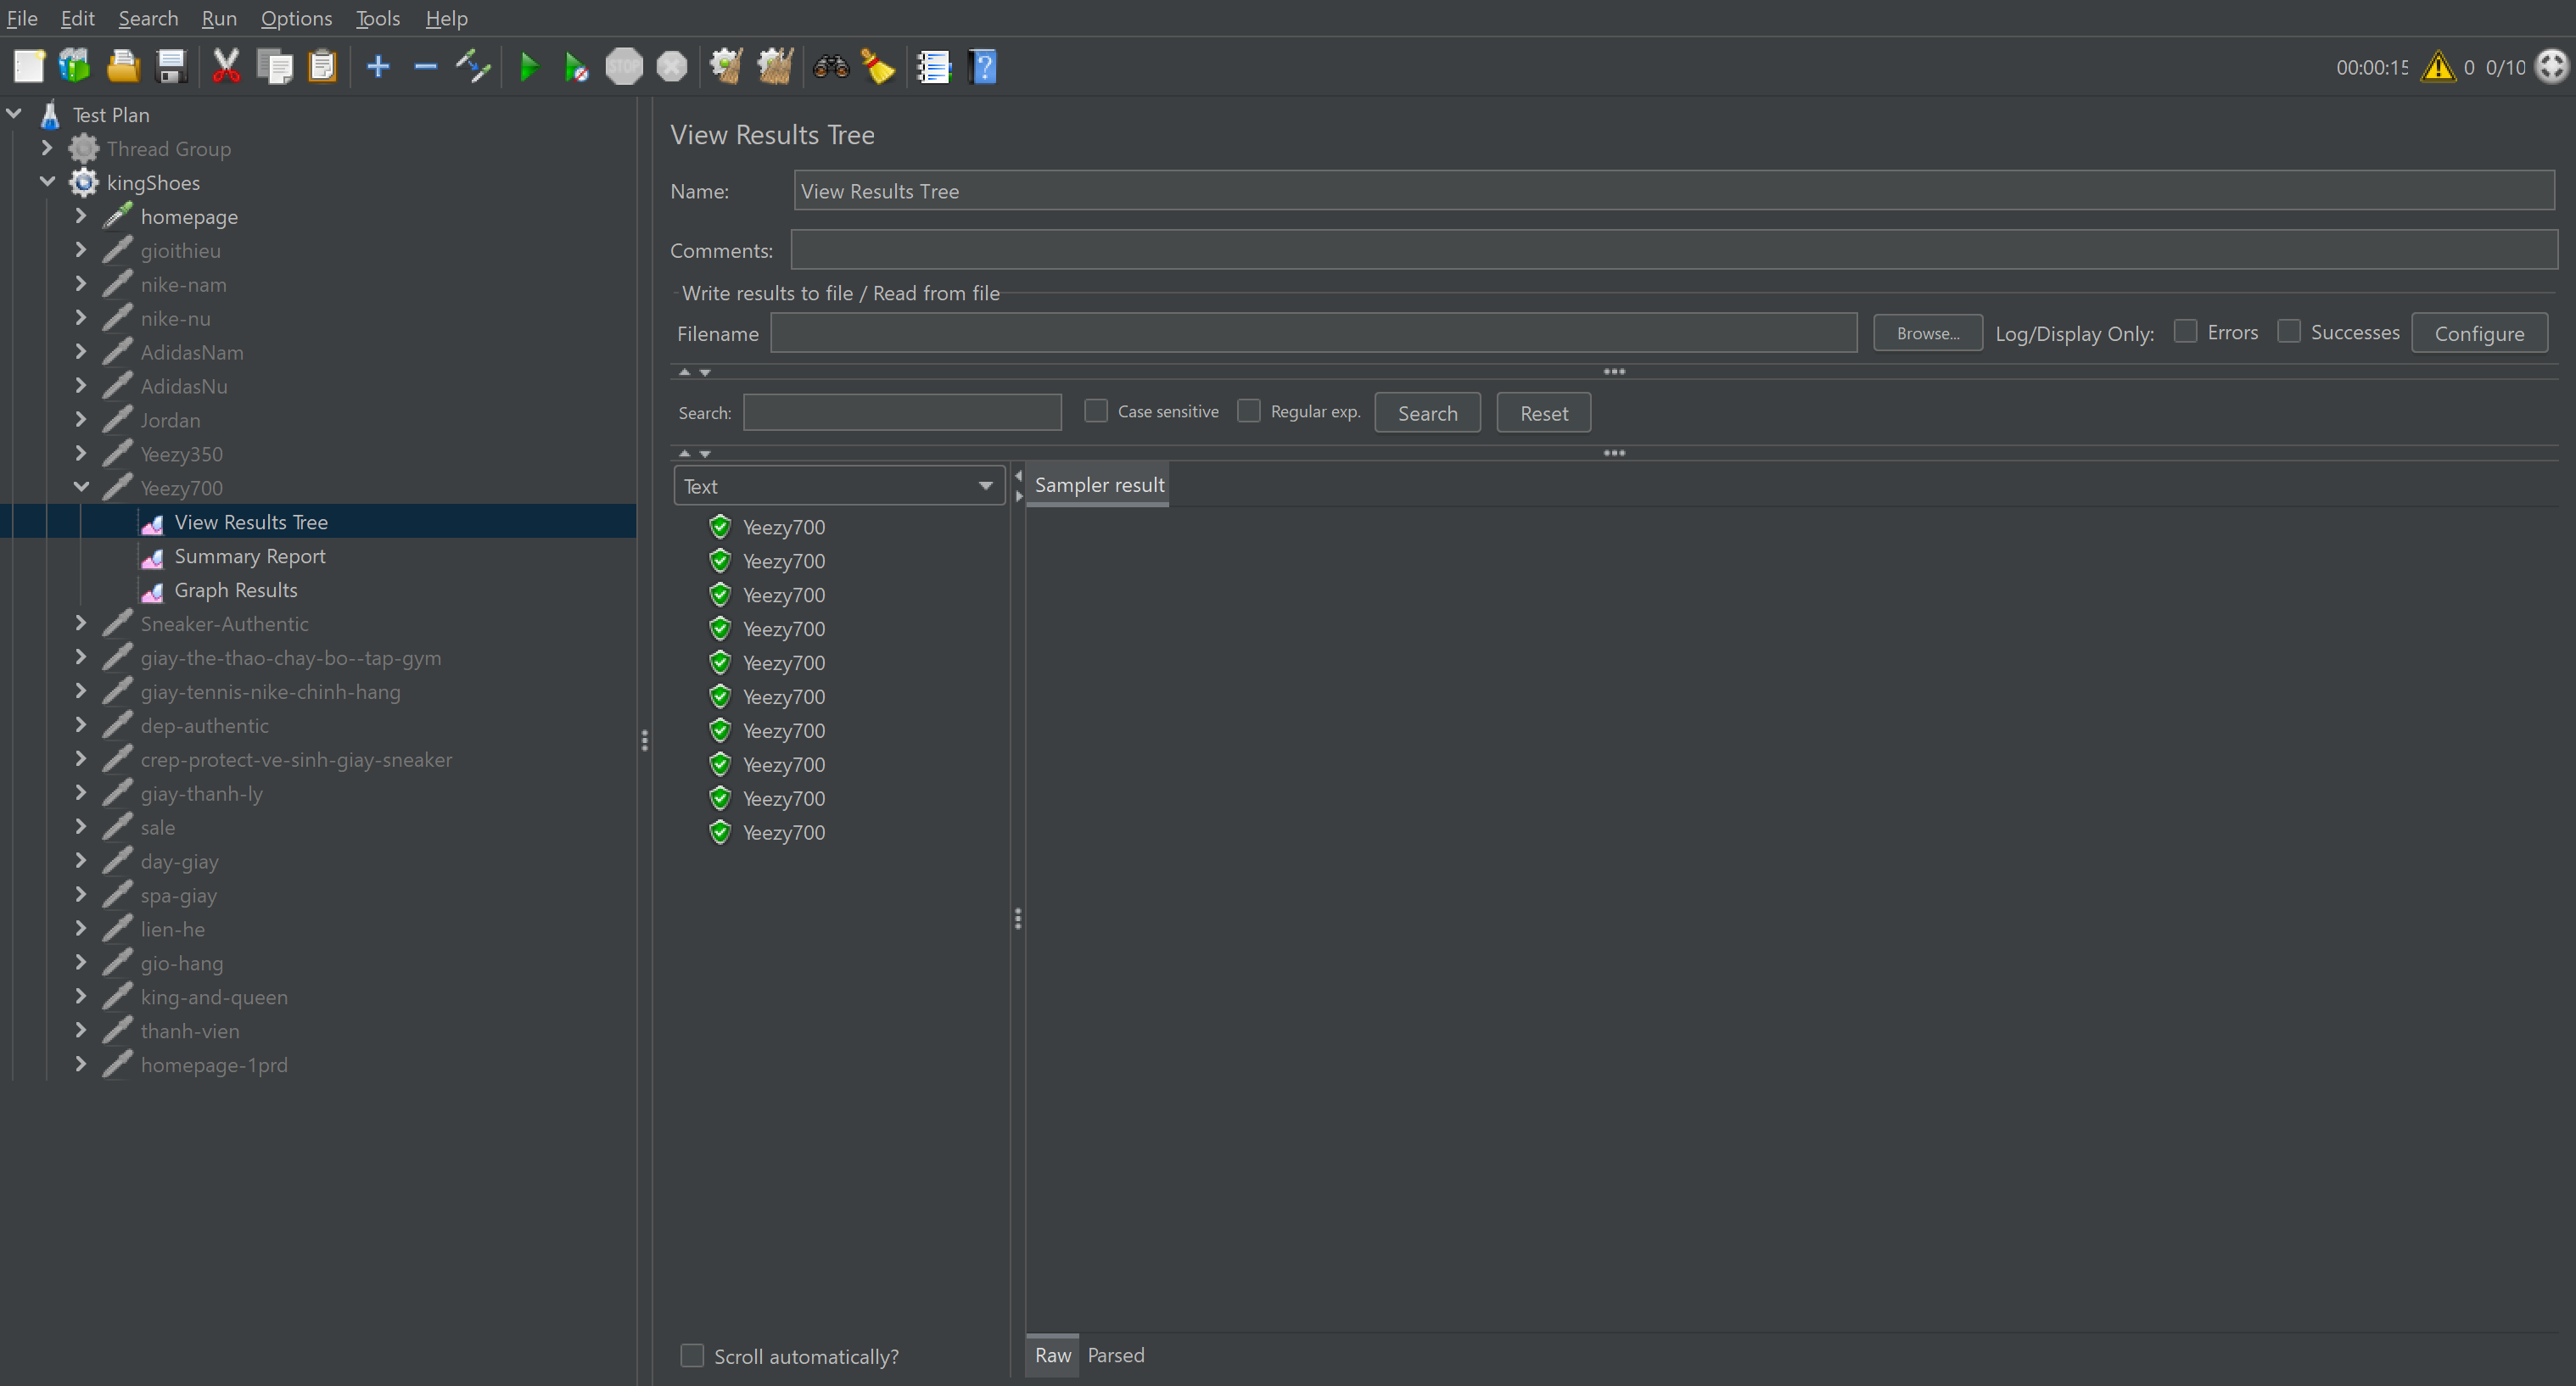 File Edit Search Run Options Tools Help
STOP
?
00:00:15 0 0/10
Test Plan
Thread Group
kingShoes
homepage
gioithieu
nike-nam
nike-nu
AdidasNam
AdidasNu
Jordan
Yeezy350
Yeezy700
View Results Tree
Summary Report
Graph Results
Sneaker-Authentic
giay-the-thao-chay-bo--tap-gym
giay-tennis-nike-chinh-hang
dep-authentic
crep-protect-ve-sinh-giay-sneaker
giay-thanh-ly
sale
day-giay
spa-giay
lien-he
gio-hang
king-and-queen
thanh-vien
homepage-1prd
View Results Tree
Name: View Results Tree
Comments:
Write results to file / Read from file
Filename Browse... Log/Display Only: Errors Successes Configure
Search: Case sensitive Regular exp. Search Reset
Text
Sampler result
Yeezy700
Yeezy700
Yeezy700
Yeezy700
Yeezy700
Yeezy700
Yeezy700
Yeezy700
Yeezy700
Yeezy700
Scroll automatically?
Raw Parsed